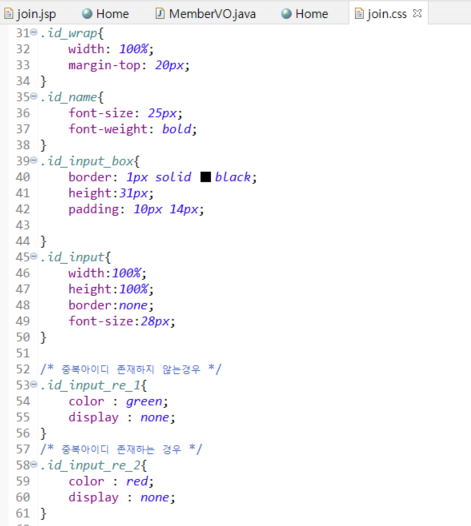 join.jsp Home MemberVO.java Home join.css
31 .id_wrap{
32 width: 100%;
33 margin-top: 20px;
34 }
35 .id_name{
36 font-size: 25px;
37 font-weight: bold;
38 }
39 .id_input_box{
40 border: 1px solid black;
41 height:31px;
42 padding: 10px 14px;
43
44 }
45 .id_input{
46 width:100%;
47 height:100%;
48 border:none;
49 font-size:28px;
50 }
51
52 /* 중복아이디 존재하지 않는경우 */
53 .id_input_re_1{
54 color : green;
55 display : none;
56 }
57 /* 중복아이디 존재하는 경우 */
58 .id_input_re_2{
59 color : red;
60 display : none;
61 }